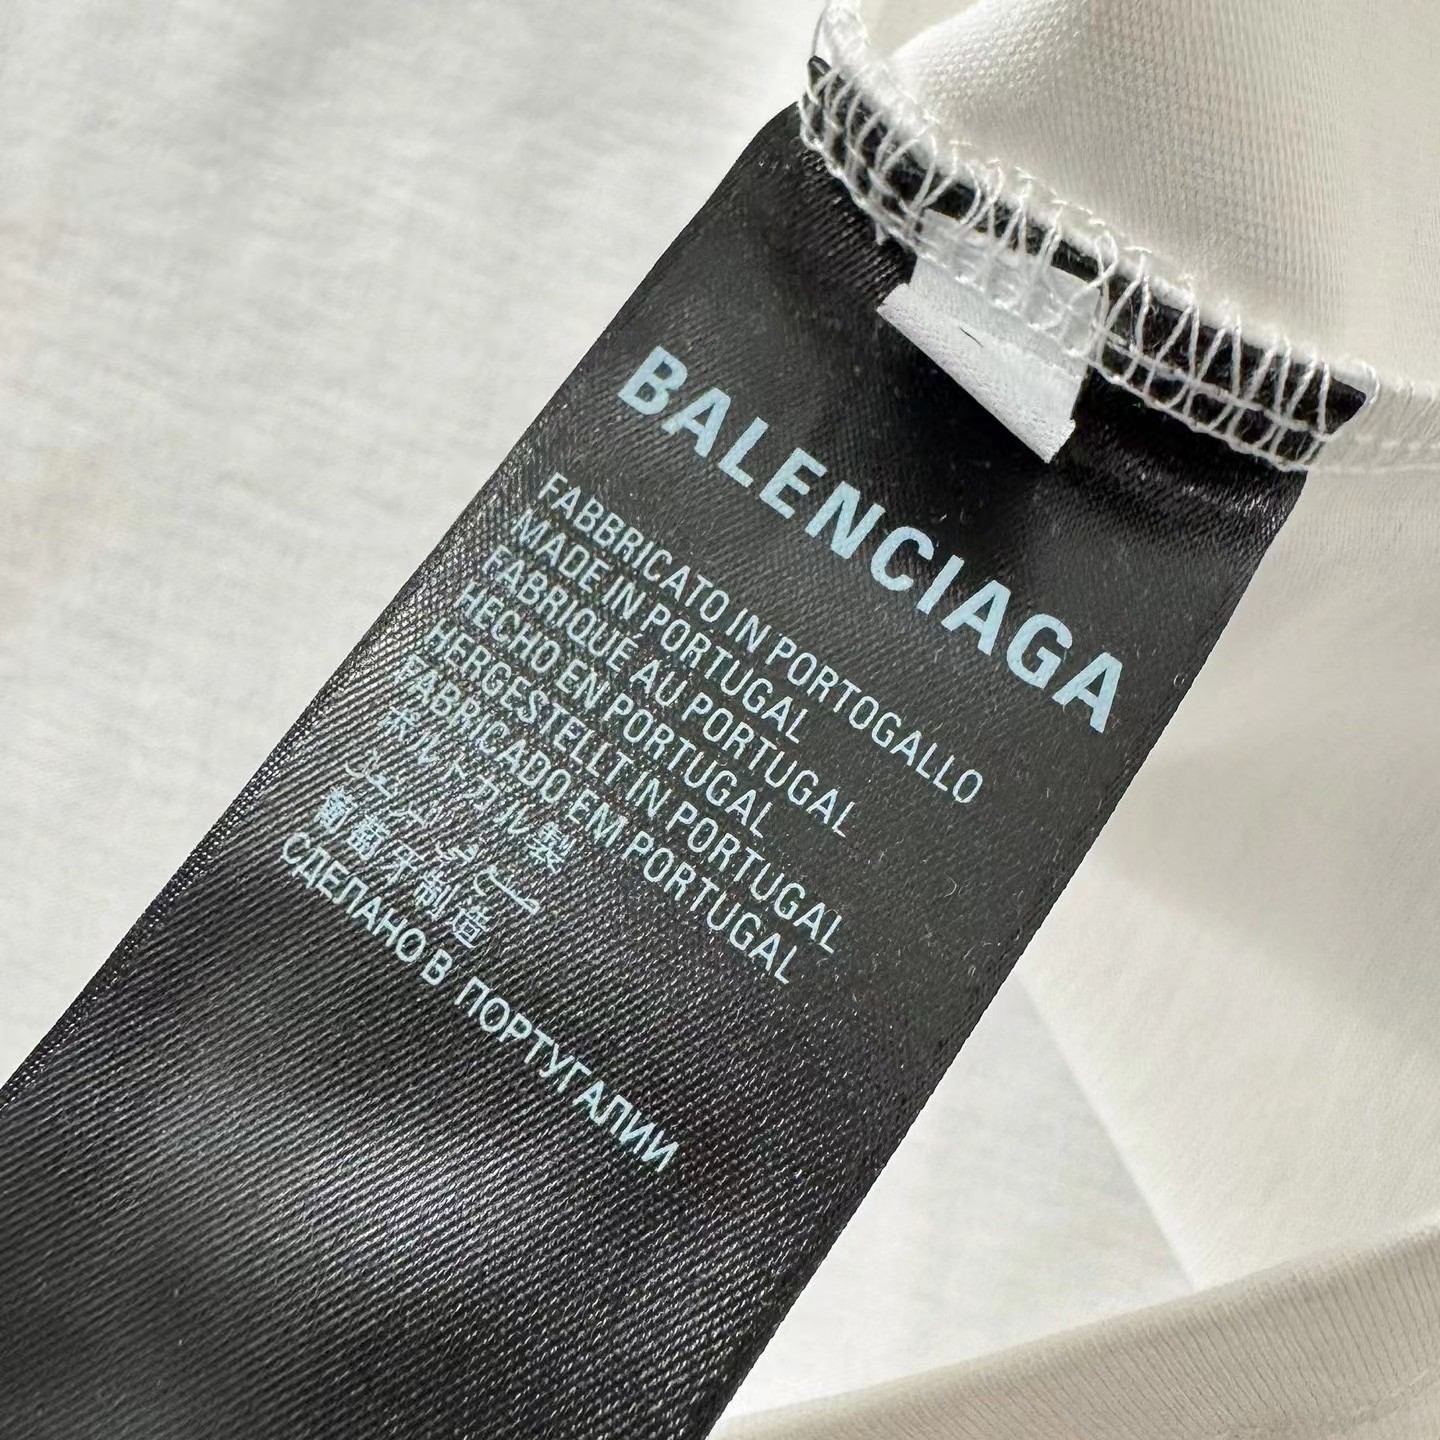 BALENCIAGA
FABBRICATO IN PORTOGALLO
MADE IN PORTUGAL
FABRIQUÉ AU PORTUGAL
HECHO EN PORTUGAL
HERGESTELLT IN PORTUGAL
FABRICADO EM PORTUGAL
ポルトガル製
葡萄牙制造
СДЕЛАНО В ПОРТУГАЛИИ